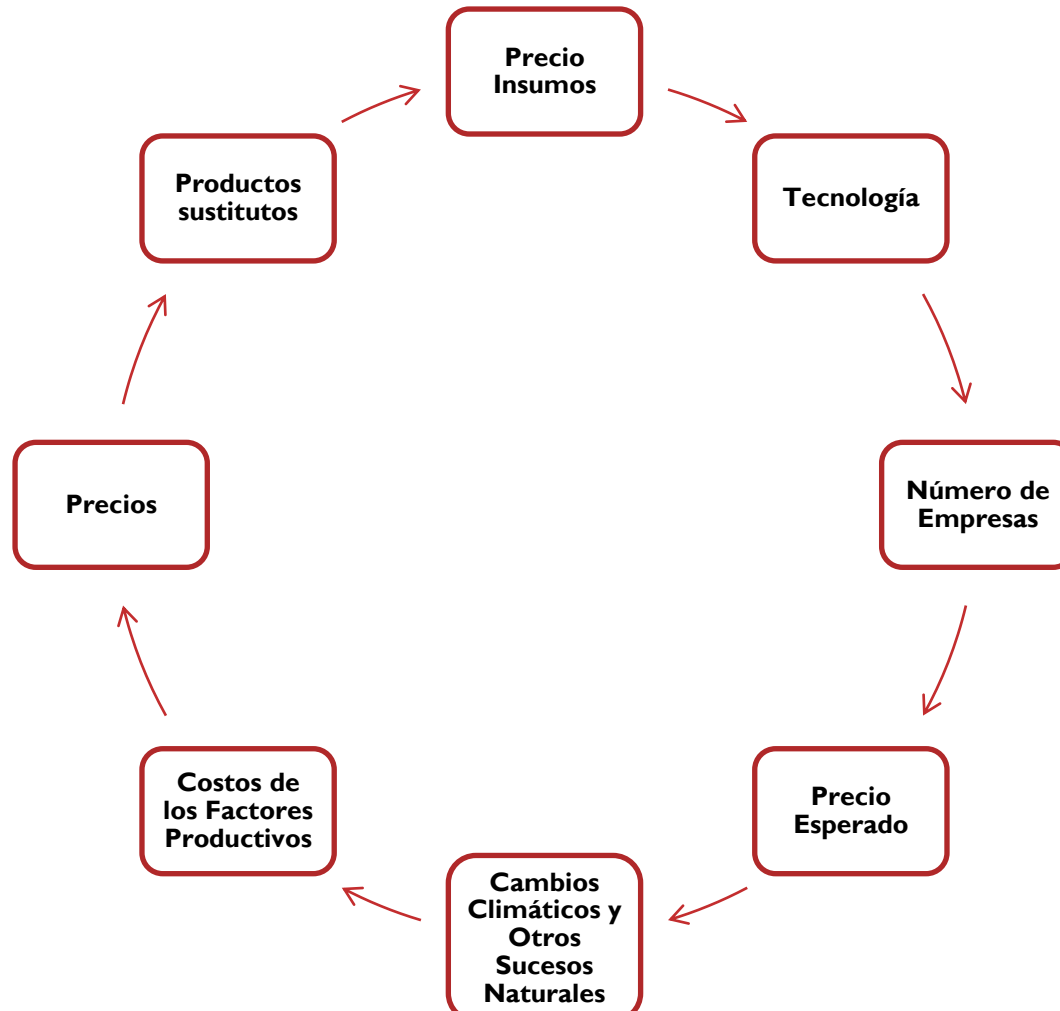 Precio
Insumos
Tecnología
Número de
Empresas
Precio
Esperado
Cambios
Climáticos y
Otros
Sucesos
Naturales
Costos de
los Factores
Productivos
Precios
Productos
sustitutos